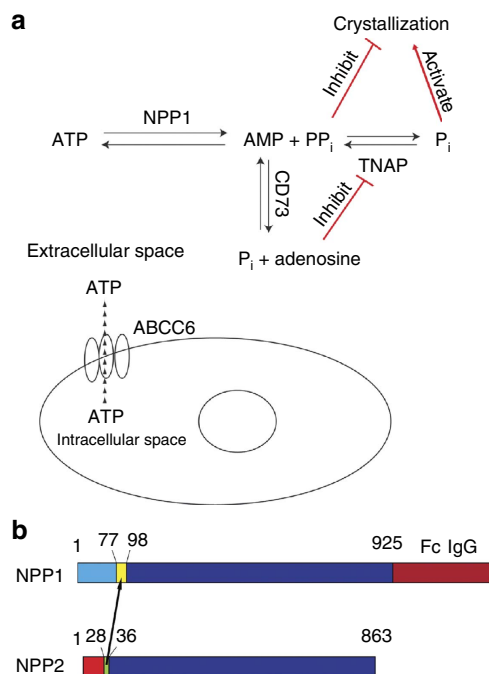 a
Crystallization
Inhibit
Activate
NPP1
ATP
AMP + PPi
Pi
TNAP
CD73
Inhibit
Pi + adenosine
Extracellular space
ATP
ABCC6
ATP
Intracellular space
b
1 77 98 925 Fc IgG
NPP1
1 28 36 863
NPP2